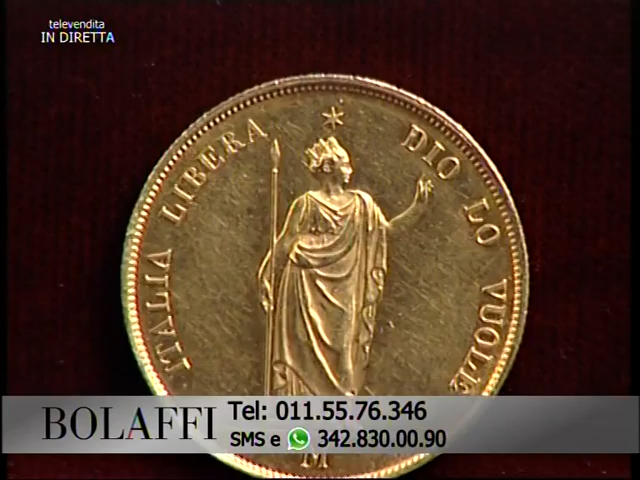 televendita
IN DIRETTA
ITALIA LIBERA DIO LO VUOLE
BOLAFFI
Tel: 011.55.76.346
SMS e 342.830.00.90
M